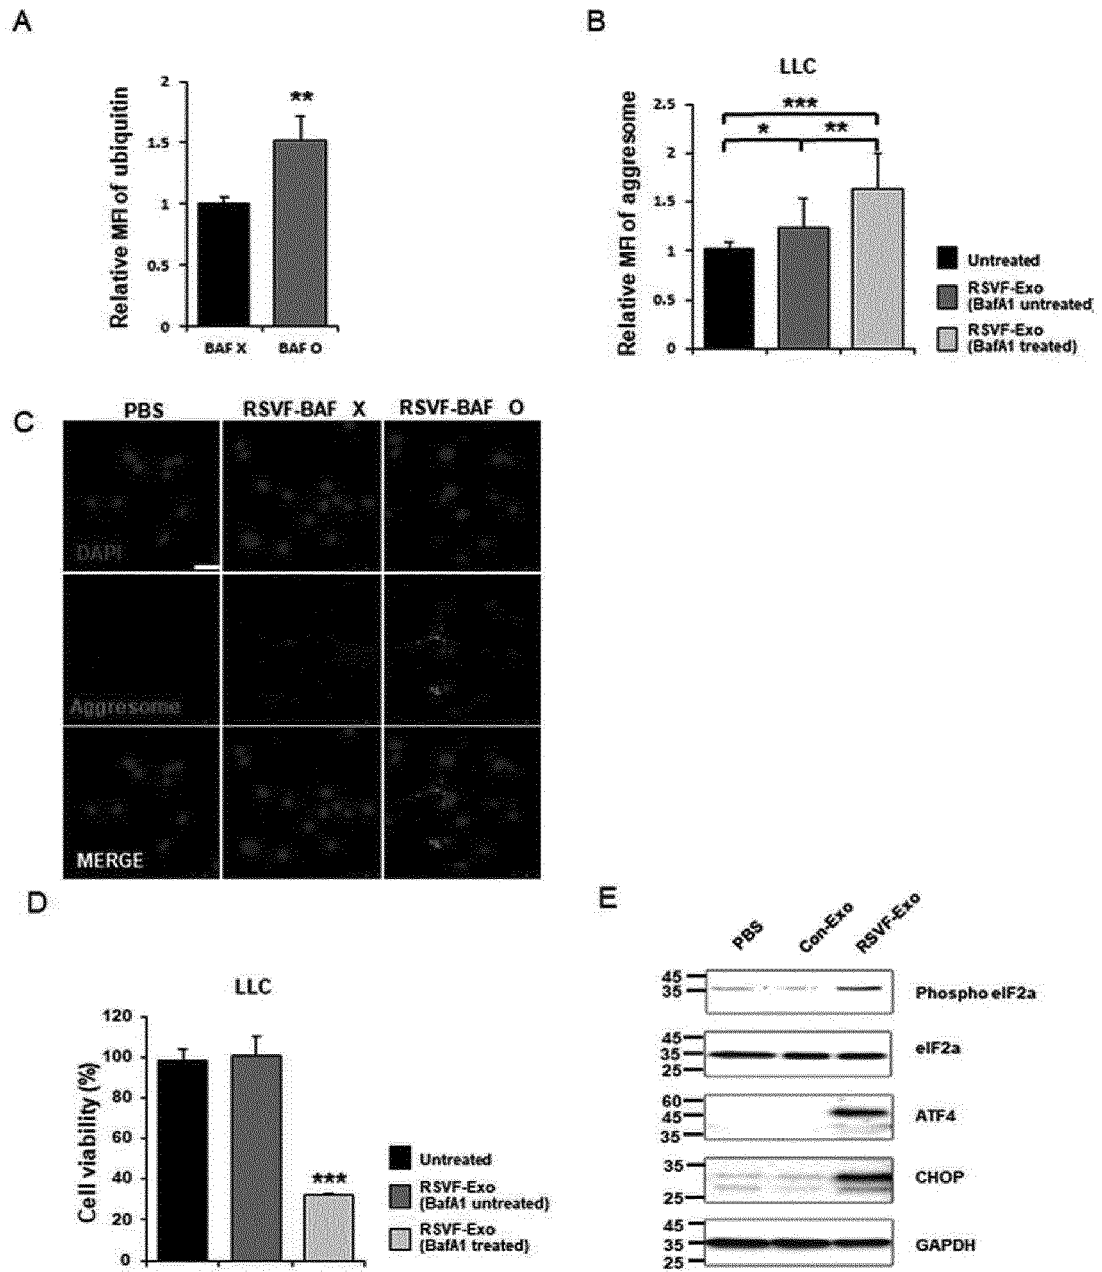 A
Relative MFI of ubiquitin
2
1.5
1
0.5
0
**
BAF X
BAF O
B
LLC
Relative MFI of aggresome
2.5
2
1.5
1
0.5
0
***
*
**
Untreated
RSVF-Exo
(BafA1 untreated)
RSVF-Exo
(BafA1 treated)
C
PBS
RSVF-BAF X
RSVF-BAF O
DAPI
Aggresome
MERGE
D
LLC
Cell viability (%)
120
100
80
60
40
20
0
***
Untreated
RSVF-Exo
(BafA1 untreated)
RSVF-Exo
(BafA1 treated)
E
PBS
Con-Exo
RSVF-Exo
45
35
Phospho eIF2a
45
35
25
eIF2a
60
45
35
ATF4
35
25
CHOP
45
35
25
GAPDH